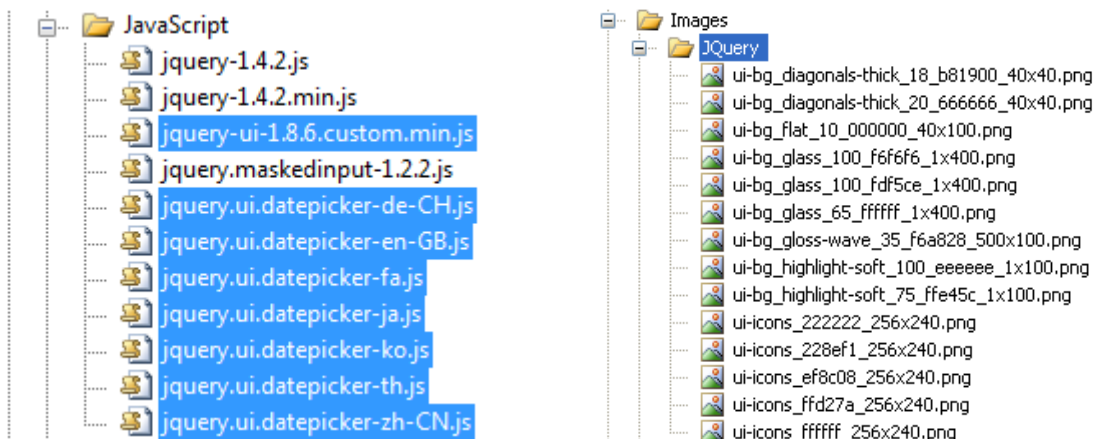 JavaScript
jquery-1.4.2.js
jquery-1.4.2.min.js
jquery-ui-1.8.6.custom.min.js
jquery.maskedinput-1.2.2.js
jquery.ui.datepicker-de-CH.js
jquery.ui.datepicker-en-GB.js
jquery.ui.datepicker-fa.js
jquery.ui.datepicker-ja.js
jquery.ui.datepicker-ko.js
jquery.ui.datepicker-th.js
jquery.ui.datepicker-zh-CN.js
Images
JQuery
ui-bg_diagonals-thick_18_b81900_40x40.png
ui-bg_diagonals-thick_20_666666_40x40.png
ui-bg_flat_10_000000_40x100.png
ui-bg_glass_100_f6f6f6_1x400.png
ui-bg_glass_100_fdf5ce_1x400.png
ui-bg_glass_65_ffffff_1x400.png
ui-bg_gloss-wave_35_f6a828_500x100.png
ui-bg_highlight-soft_100_eeeeee_1x100.png
ui-bg_highlight-soft_75_ffe45c_1x100.png
ui-icons_222222_256x240.png
ui-icons_228ef1_256x240.png
ui-icons_ef8c08_256x240.png
ui-icons_ffd27a_256x240.png
ui-icons_ffffff_256x240.png